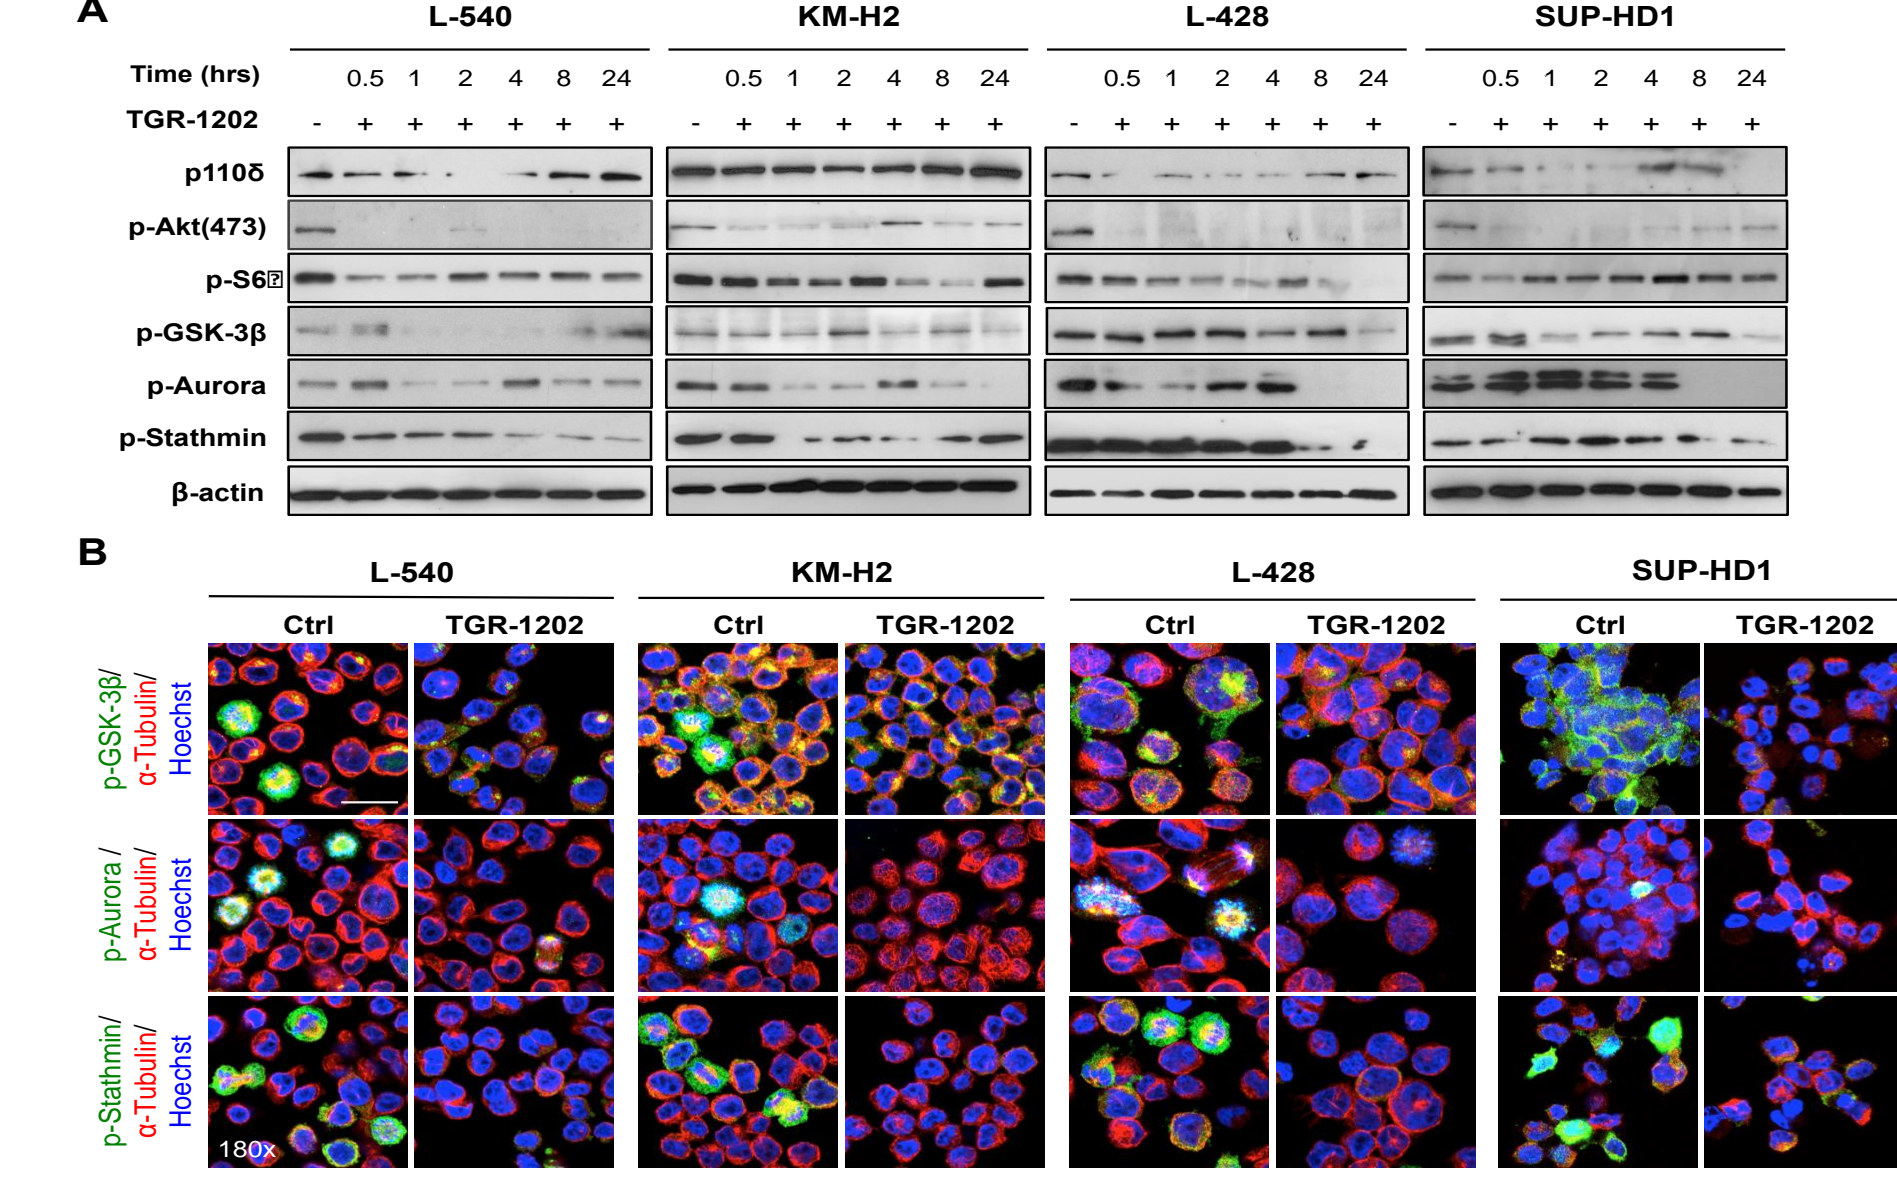 A
L-540 KM-H2 L-428 SUP-HD1
Time (hrs) 0.5 1 2 4 8 24 0.5 1 2 4 8 24 0.5 1 2 4 8 24 0.5 1 2 4 8 24
TGR-1202 - + + + + + + - + + + + + + - + + + + + + - + + + + + +
p110δ
p-Akt(473)
p-S6
p-GSK-3β
p-Aurora
p-Stathmin
β-actin
B
L-540 KM-H2 L-428 SUP-HD1
Ctrl TGR-1202 Ctrl TGR-1202 Ctrl TGR-1202 Ctrl TGR-1202
p-GSK-3β/
α-Tubulin/
Hoechst
p-Aurora /
α-Tubulin/
Hoechst
p-Stathmin/
α-Tubulin/
Hoechst
180x